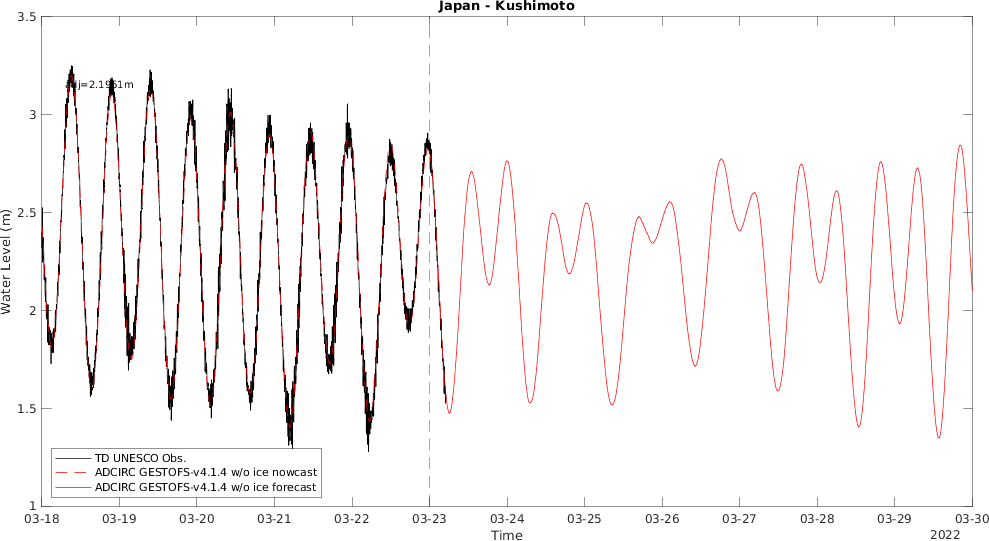 Japan - Kushimoto
3.5
3
2.5
2
1.5
1
Water Level (m)
adj=2.1961m
TD UNESCO Obs.
ADCIRC GESTOFS-v4.1.4 w/o ice nowcast
ADCIRC GESTOFS-v4.1.4 w/o ice forecast
03-18 03-19 03-20 03-21 03-22 03-23 03-24 03-25 03-26 03-27 03-28 03-29 03-30
Time
2022